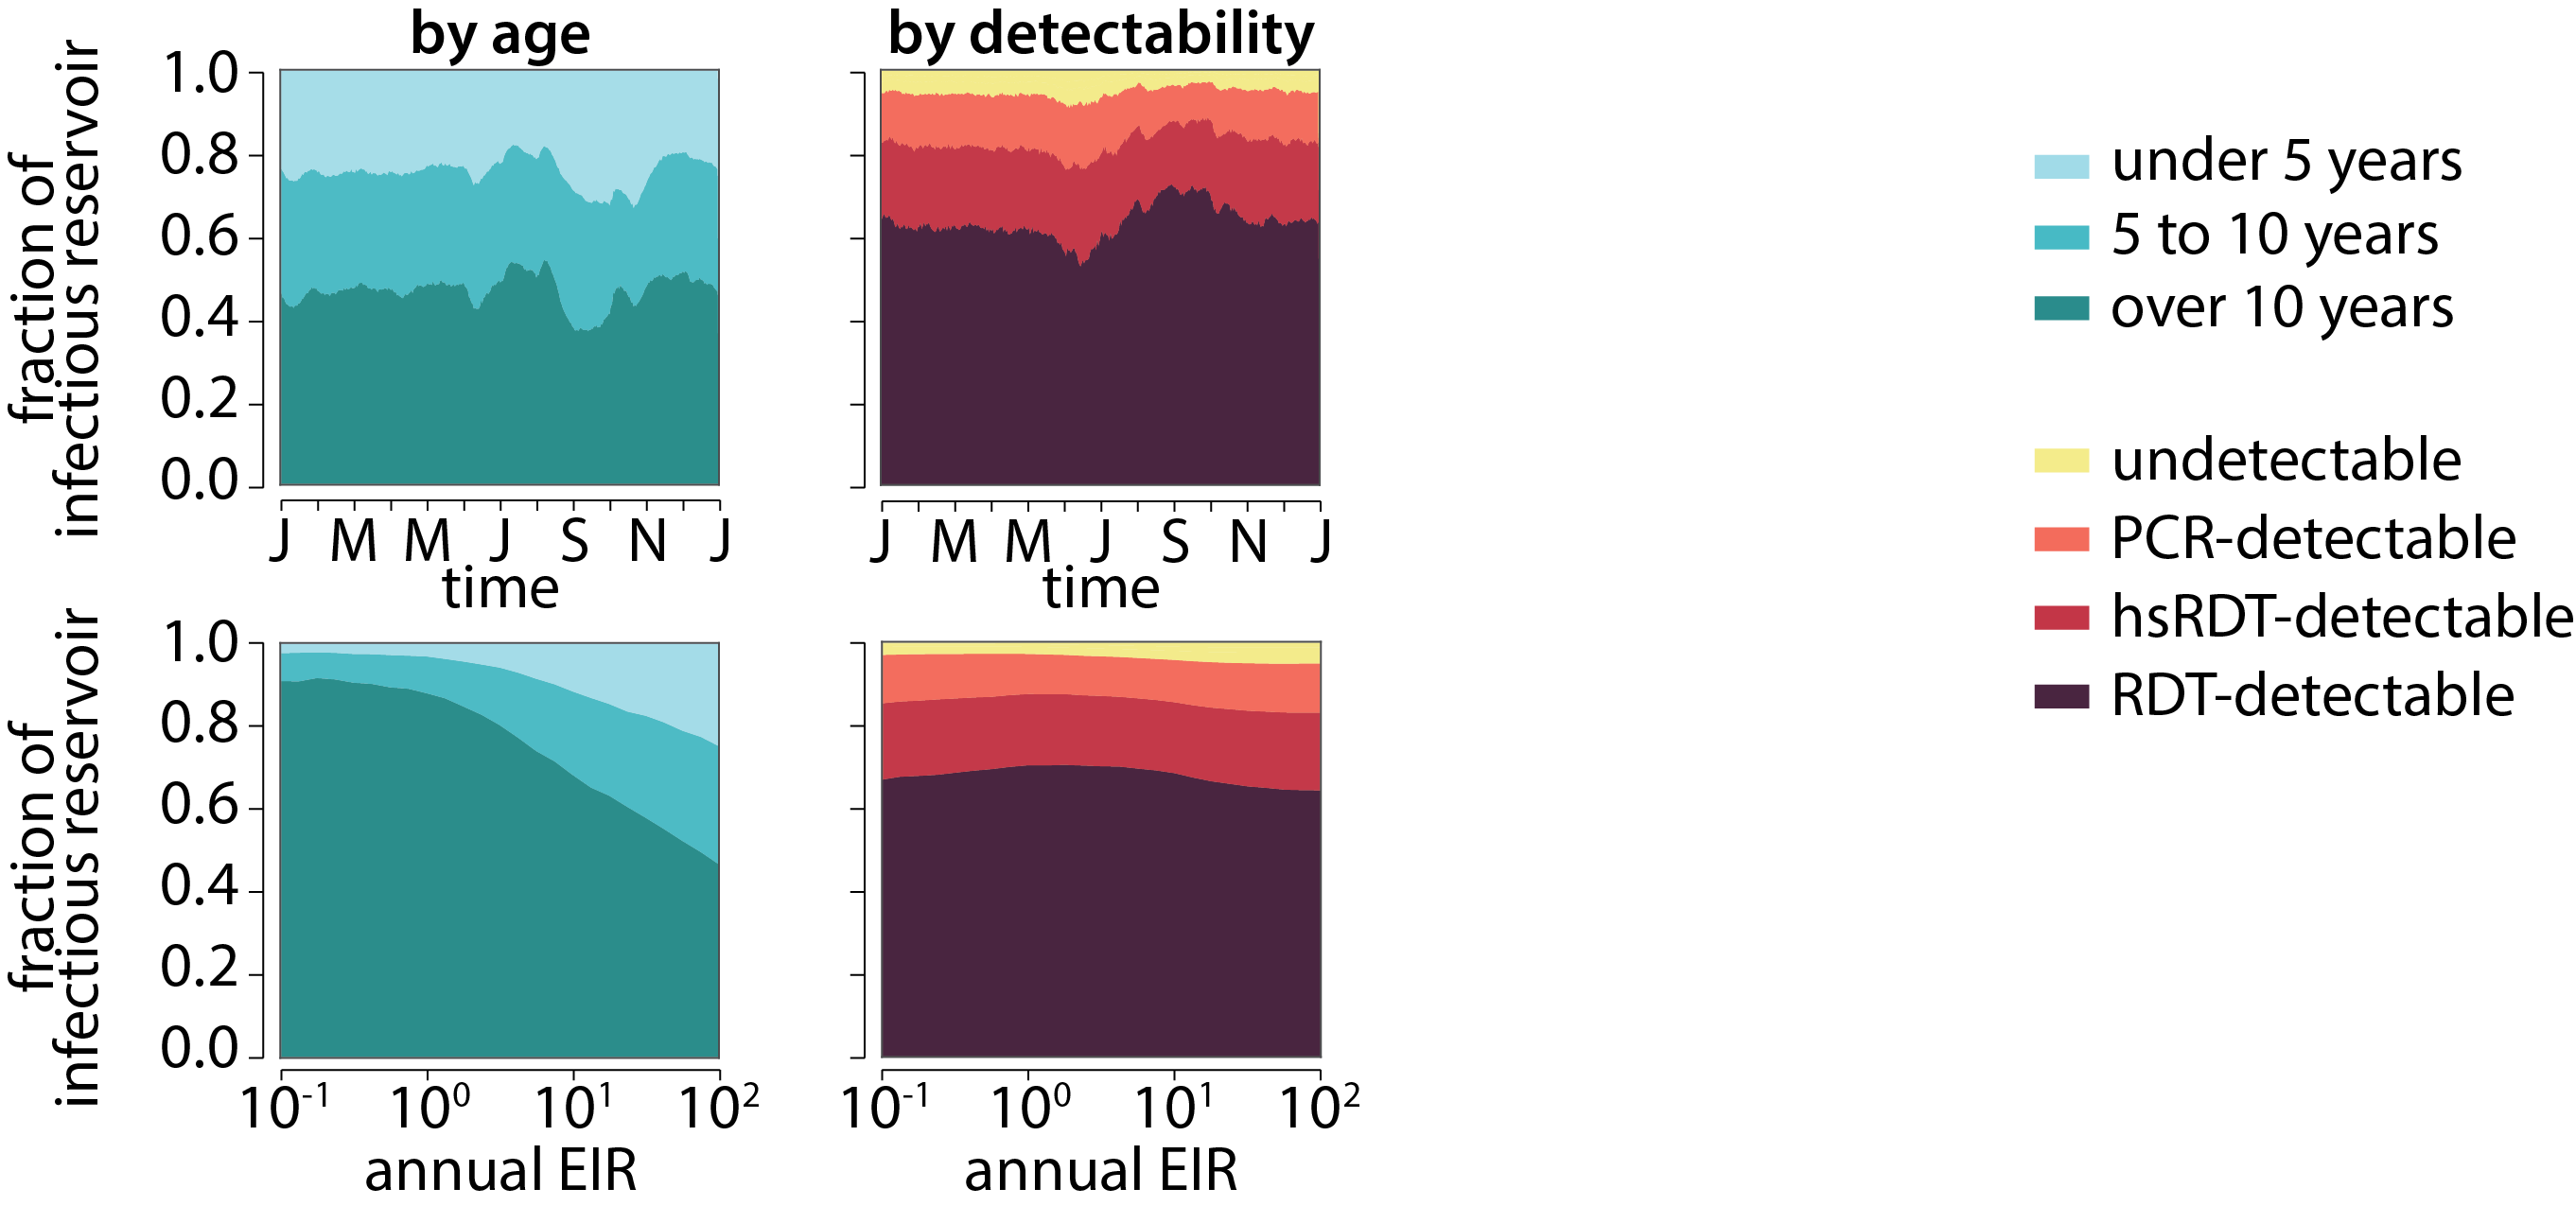 by age
by detectability
fraction of
infectious reservoir
1.0
0.8
0.6
0.4
0.2
0.0
J M M J S N J
time
J M M J S N J
time
under 5 years
5 to 10 years
over 10 years
undetectable
PCR-detectable
hsRDT-detectable
RDT-detectable
fraction of
infectious reservoir
1.0
0.8
0.6
0.4
0.2
0.0
10⁻¹ 10⁰ 10¹ 10²
annual EIR
10⁻¹ 10⁰ 10¹ 10²
annual EIR